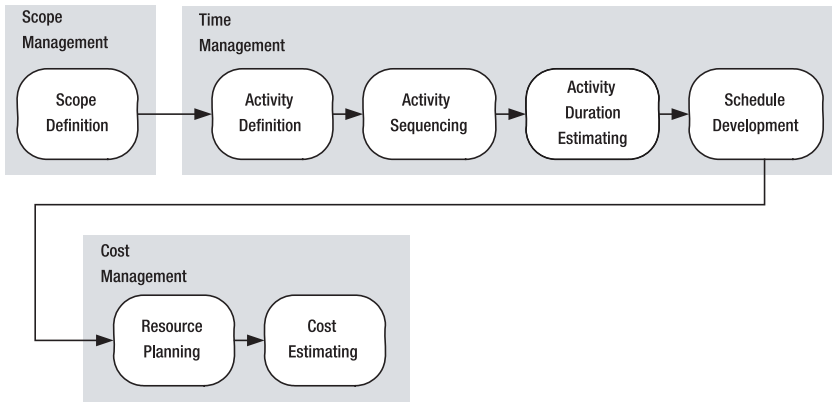 Scope
Management
Scope
Definition
Time
Management
Activity
Definition
Activity
Sequencing
Activity
Duration
Estimating
Schedule
Development
Cost
Management
Resource
Planning
Cost
Estimating